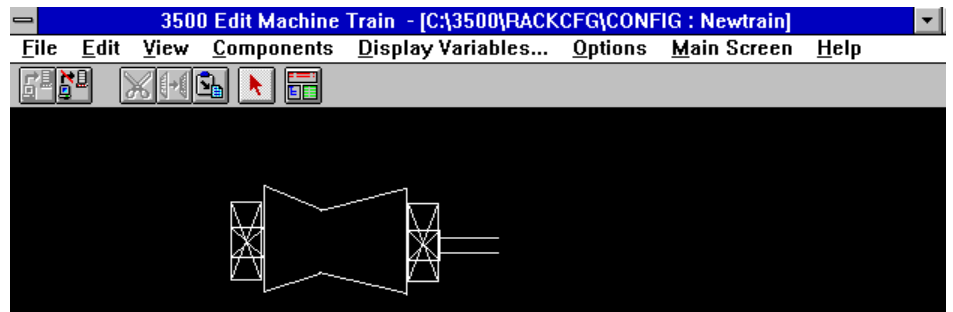 3500 Edit Machine Train - [C:\3500\RACKCFG\CONFIG : Newtrain]
File Edit View Components Display Variables... Options Main Screen Help